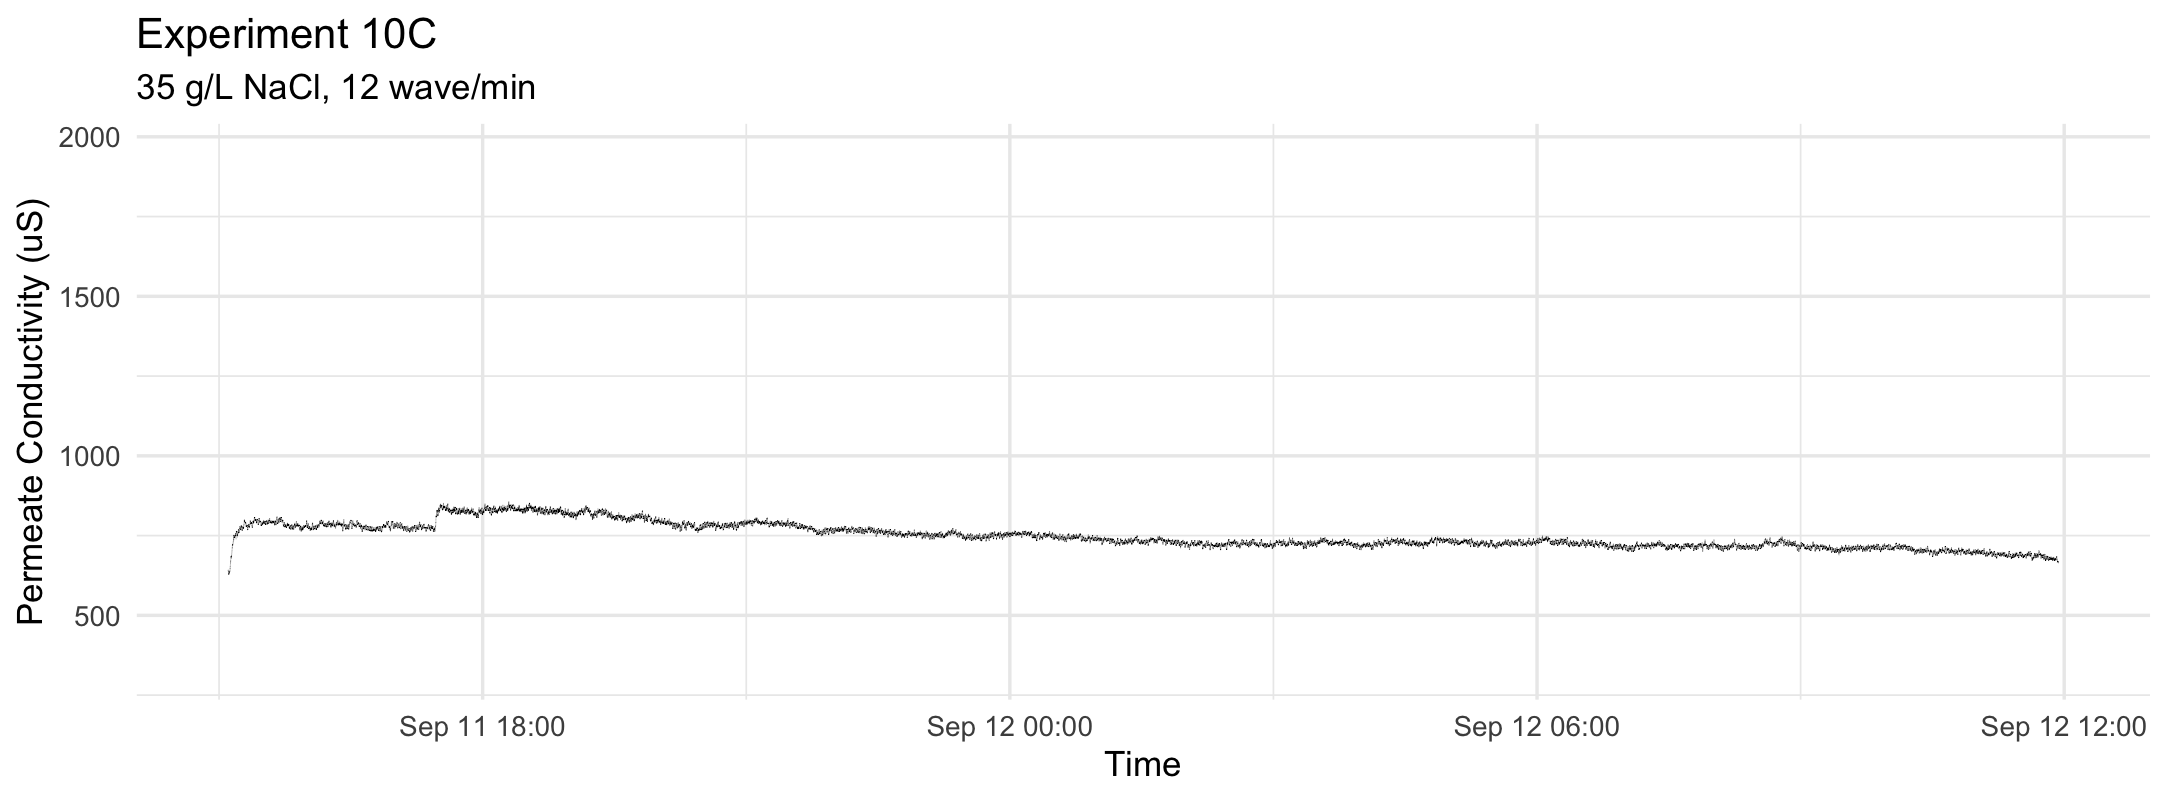 Experiment 10C
35 g/L NaCl, 12 wave/min
2000
1500
1000
500
Permeate Conductivity (uS)
Sep 11 18:00
Sep 12 00:00
Sep 12 06:00
Sep 12 12:00
Time